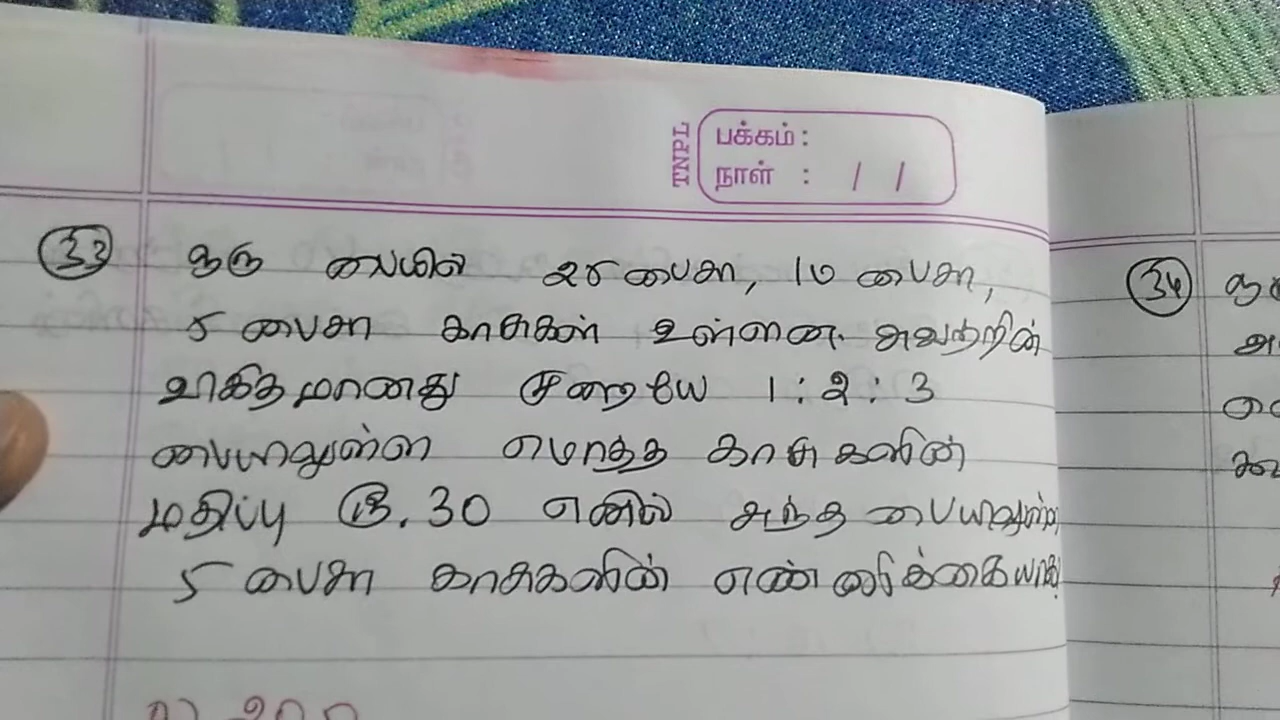 TNPL
பக்கம் :
நாள் : / /
33 ஒரு பையில் 25 பைசா, 10 பைசா,
5 பைசா காசுகள் உள்ளன. அவற்றின்
விகிதமானது முறையே 1 : 2 : 3
பையிலுள்ள மொத்த காசுகளின்
மதிப்பு ரூ. 30 எனில் அந்த பையிலுள்ள
5 பைசா காசுகளின் எண்ணிக்கையாது
34